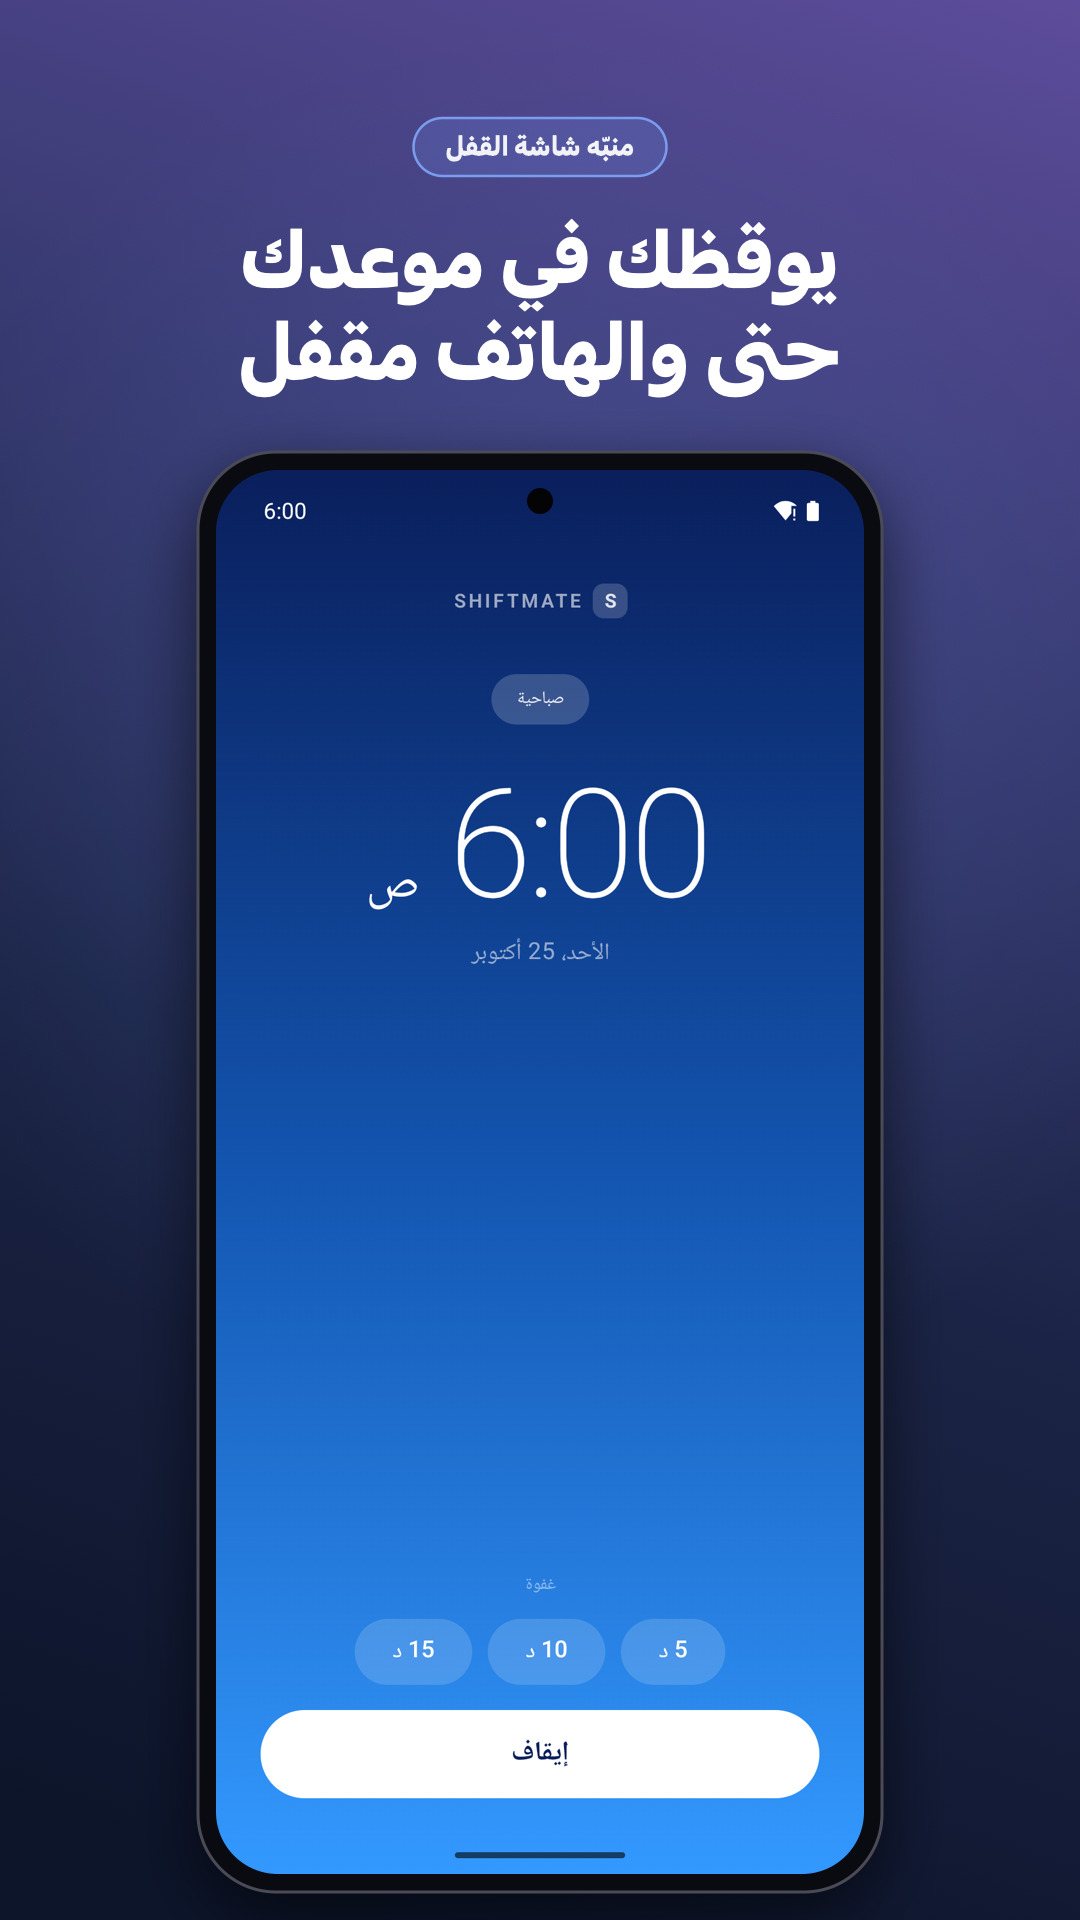 منبّه شاشة القفل
يوقظك في موعدك
حتى والهاتف مقفل
6:00
SHIFTMATE S
صباحية
6:00 ص
الأحد، 25 أكتوبر
غفوة
5 د
10 د
15 د
إيقاف